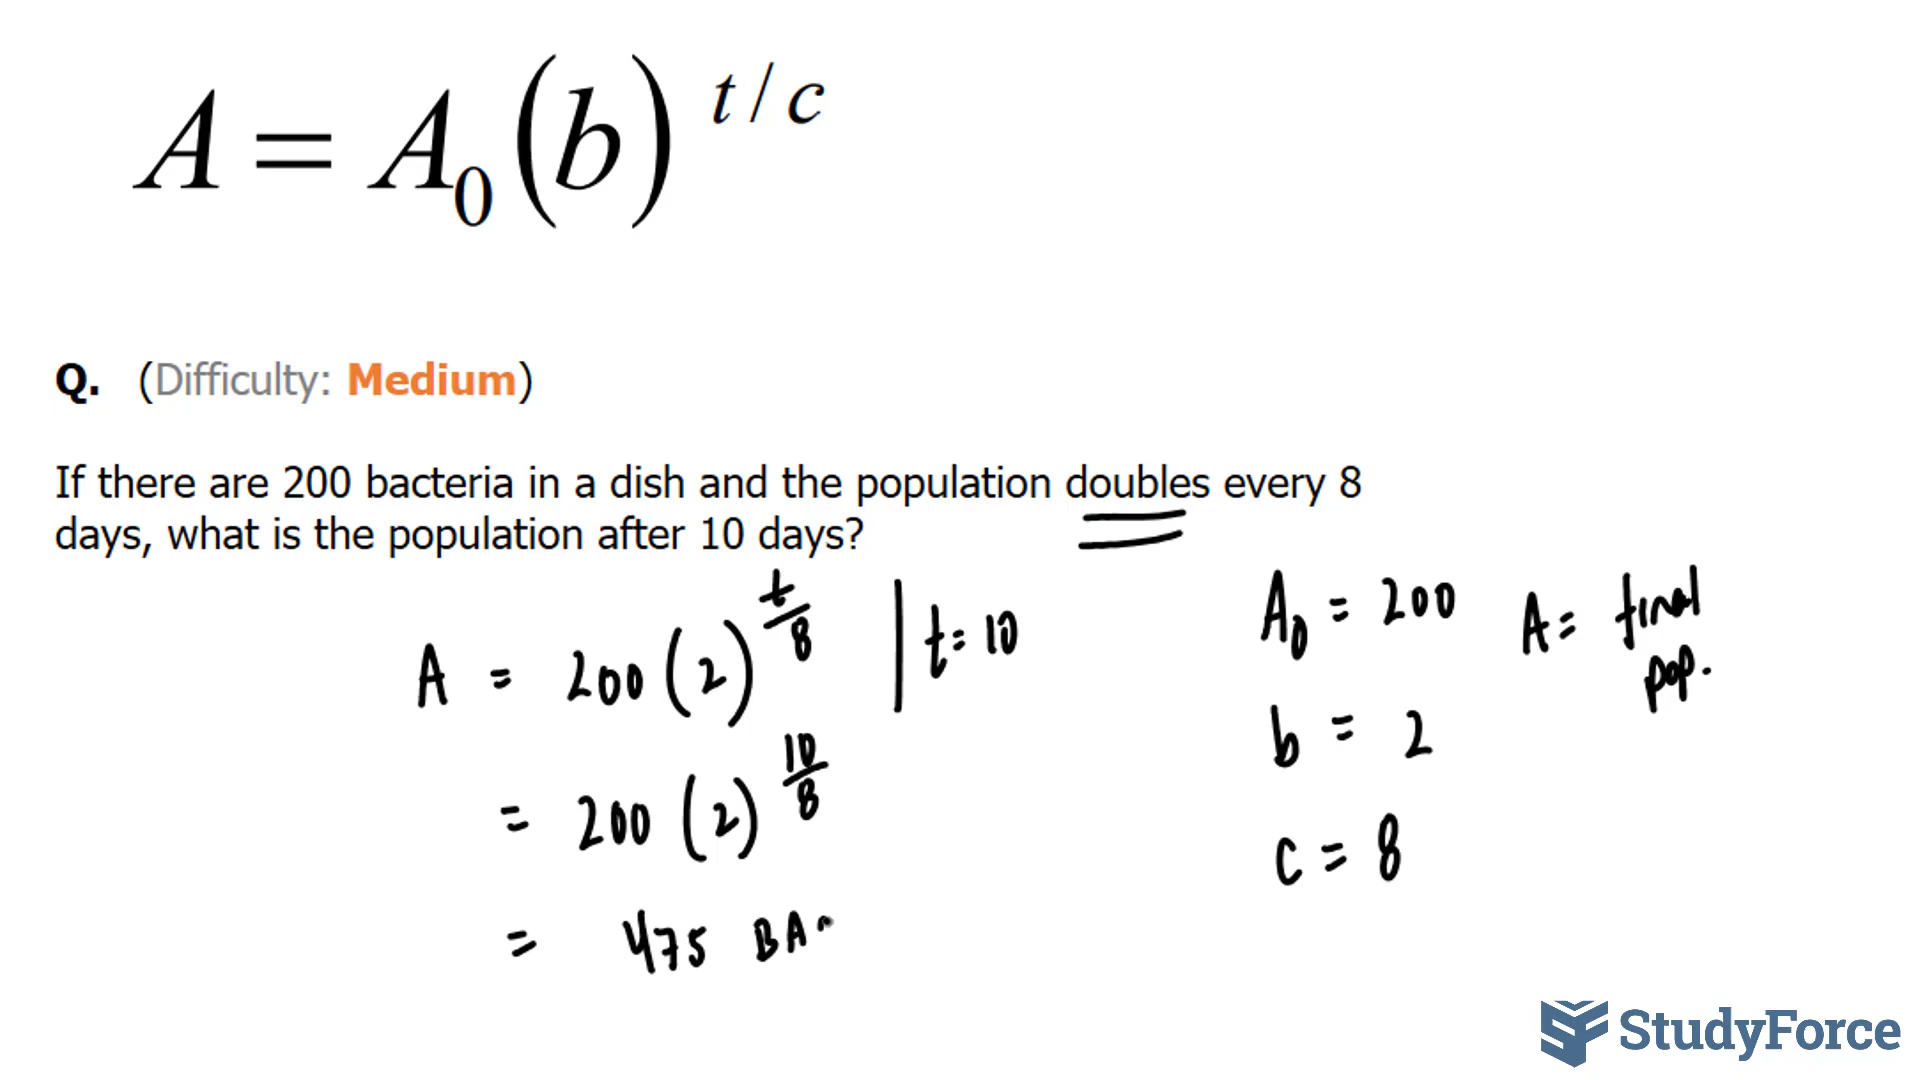 A = A₀(b)^t/c
Q. (Difficulty: Medium)
If there are 200 bacteria in a dish and the population doubles every 8
days, what is the population after 10 days?
A = 200 (2)^t/8 | t = 10
= 200 (2)^10/8
= 475 BA
A₀ = 200
b = 2
c = 8
A = final
pop.
StudyForce